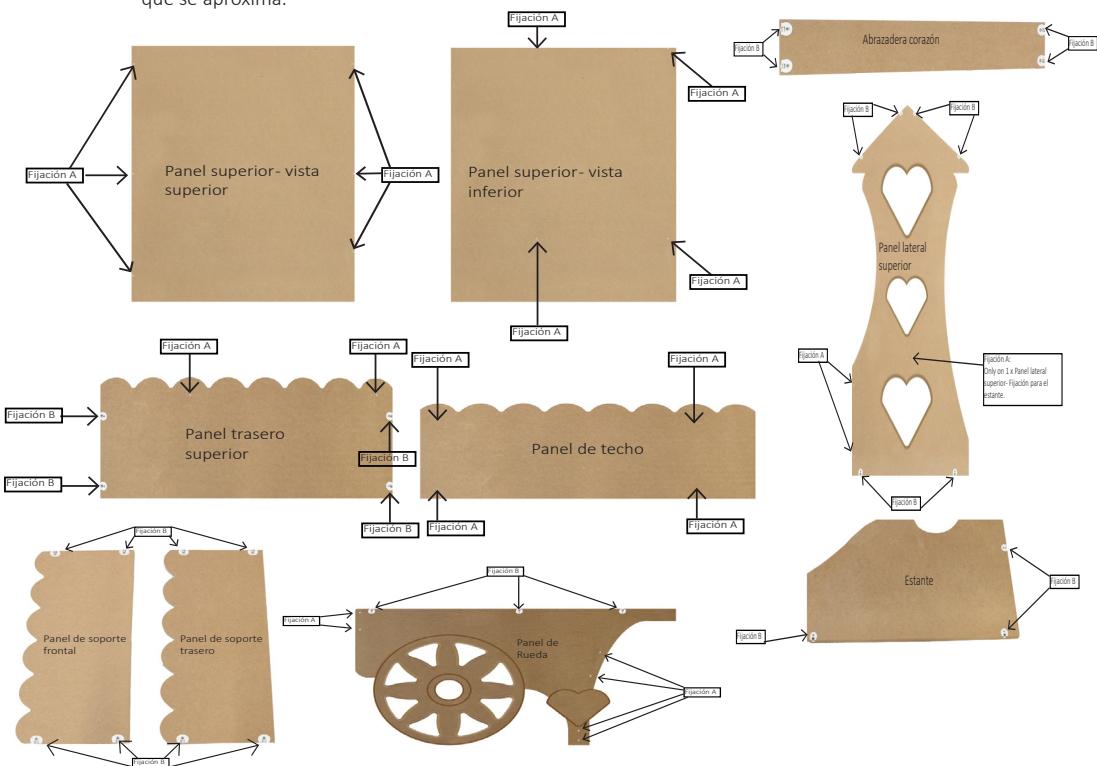 que se aproxima.
Fijación A
Fijación A
Abrazadera corazón
Fijación B
Fijación B
Fijación A
Fijación B
Fijación B
Fijación A
Panel superior- vista
superior
Fijación A
Panel superior- vista
inferior
Panel lateral
superior
Fijación A
Fijación A
Fijación A
Fijación A
Fijación A
Fijación A
Fijación A
Fijación A:
Only on 1 x Panel lateral
superior- Fijación para el
estante.
Fijación B
Panel trasero
superior
Fijación B
Panel de techo
Fijación B
Fijación B
Fijación A
Fijación A
Fijación B
Fijación B
Fijación B
Fijación B
Estante
Fijación B
Fijación A
Panel de soporte
frontal
Panel de soporte
trasero
Panel de
Rueda
Fijación B
Fijación A
Fijación B